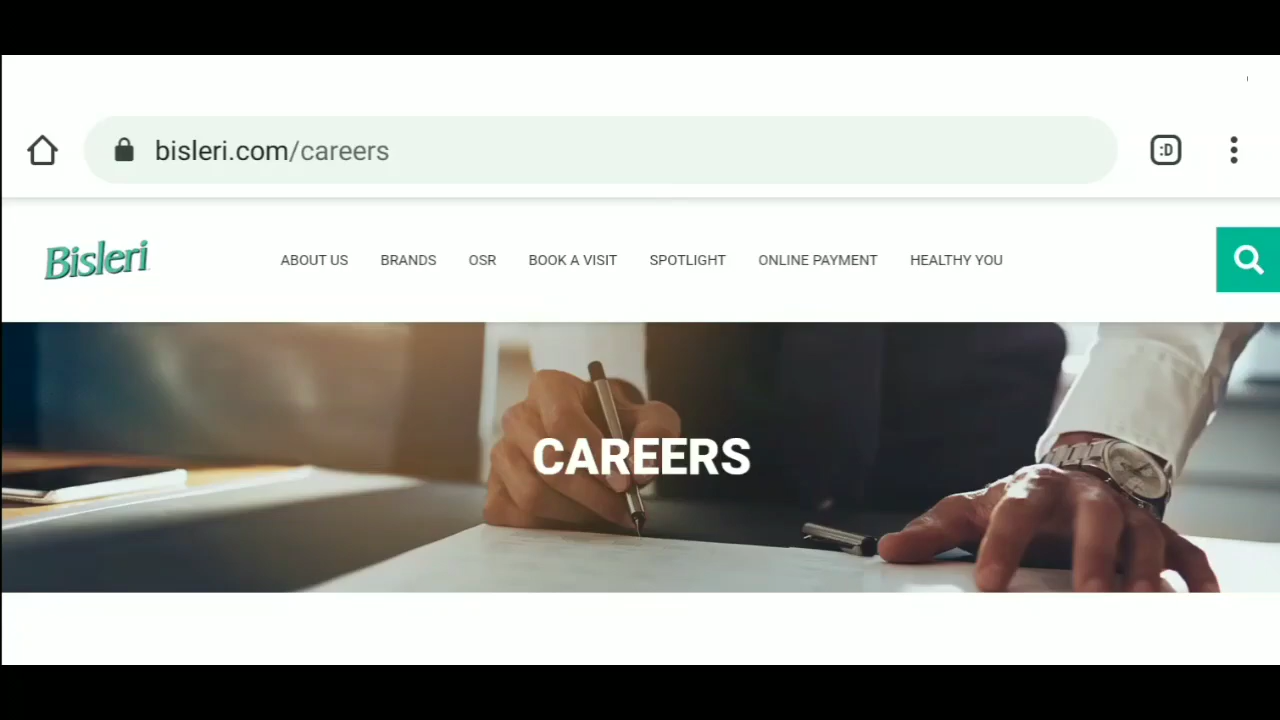 bisleri.com/careers
:D
Bisleri
ABOUT US BRANDS OSR BOOK A VISIT SPOTLIGHT ONLINE PAYMENT HEALTHY YOU
CAREERS